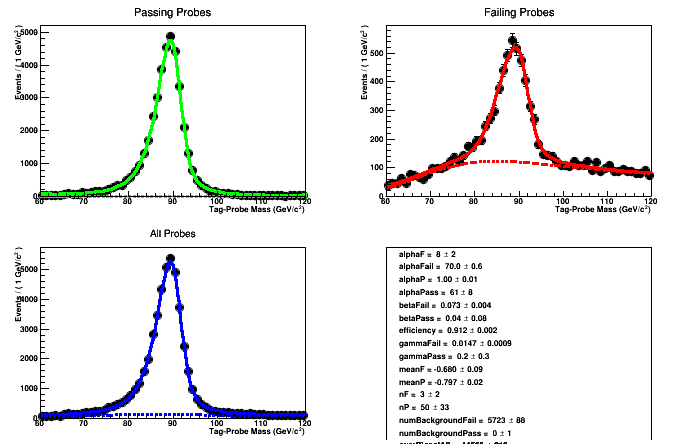 Passing Probes
Events / ( 1 GeV/c² )
5000
4000
3000
2000
1000
0
60 70 80 90 100 110 120
Tag-Probe Mass (GeV/c²)
Failing Probes
Events / ( 1 GeV/c² )
500
400
300
200
100
0
60 70 80 90 100 110 120
Tag-Probe Mass (GeV/c²)
All Probes
Events / ( 1 GeV/c² )
5000
4000
3000
2000
1000
0
60 70 80 90 100 110 120
Tag-Probe Mass (GeV/c²)
alphaF = 8 ± 2
alphaFail = 70.0 ± 0.6
alphaP = 1.00 ± 0.01
alphaPass = 61 ± 8
betaFail = 0.073 ± 0.004
betaPass = 0.04 ± 0.08
efficiency = 0.912 ± 0.002
gammaFail = 0.0147 ± 0.0009
gammaPass = 0.2 ± 0.3
meanF = -0.680 ± 0.09
meanP = -0.797 ± 0.02
nF = 3 ± 2
nP = 50 ± 33
numBackgroundFail = 5723 ± 88
numBackgroundPass = 0 ± 1